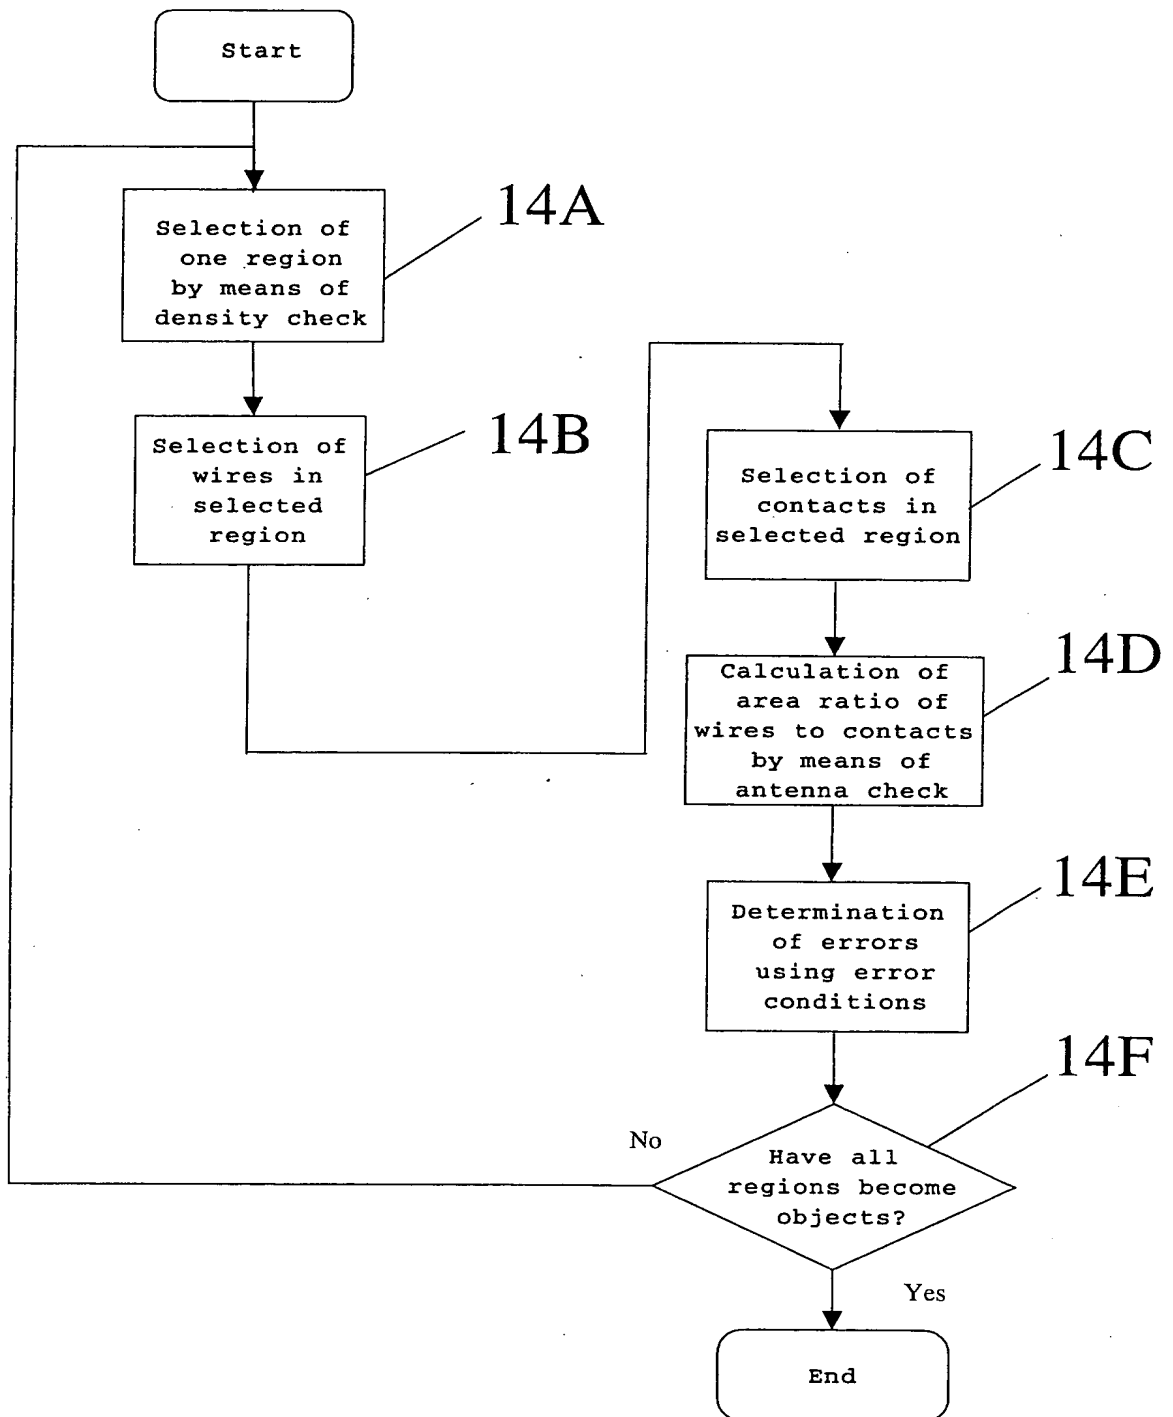 Start
14A
Selection of
one region
by means of
density check
14B
Selection of
wires in
selected
region
14C
Selection of
contacts in
selected region
14D
Calculation of
area ratio of
wires to contacts
by means of
antenna check
14E
Determination
of errors
using error
conditions
14F
No
Have all
regions become
objects?
Yes
End